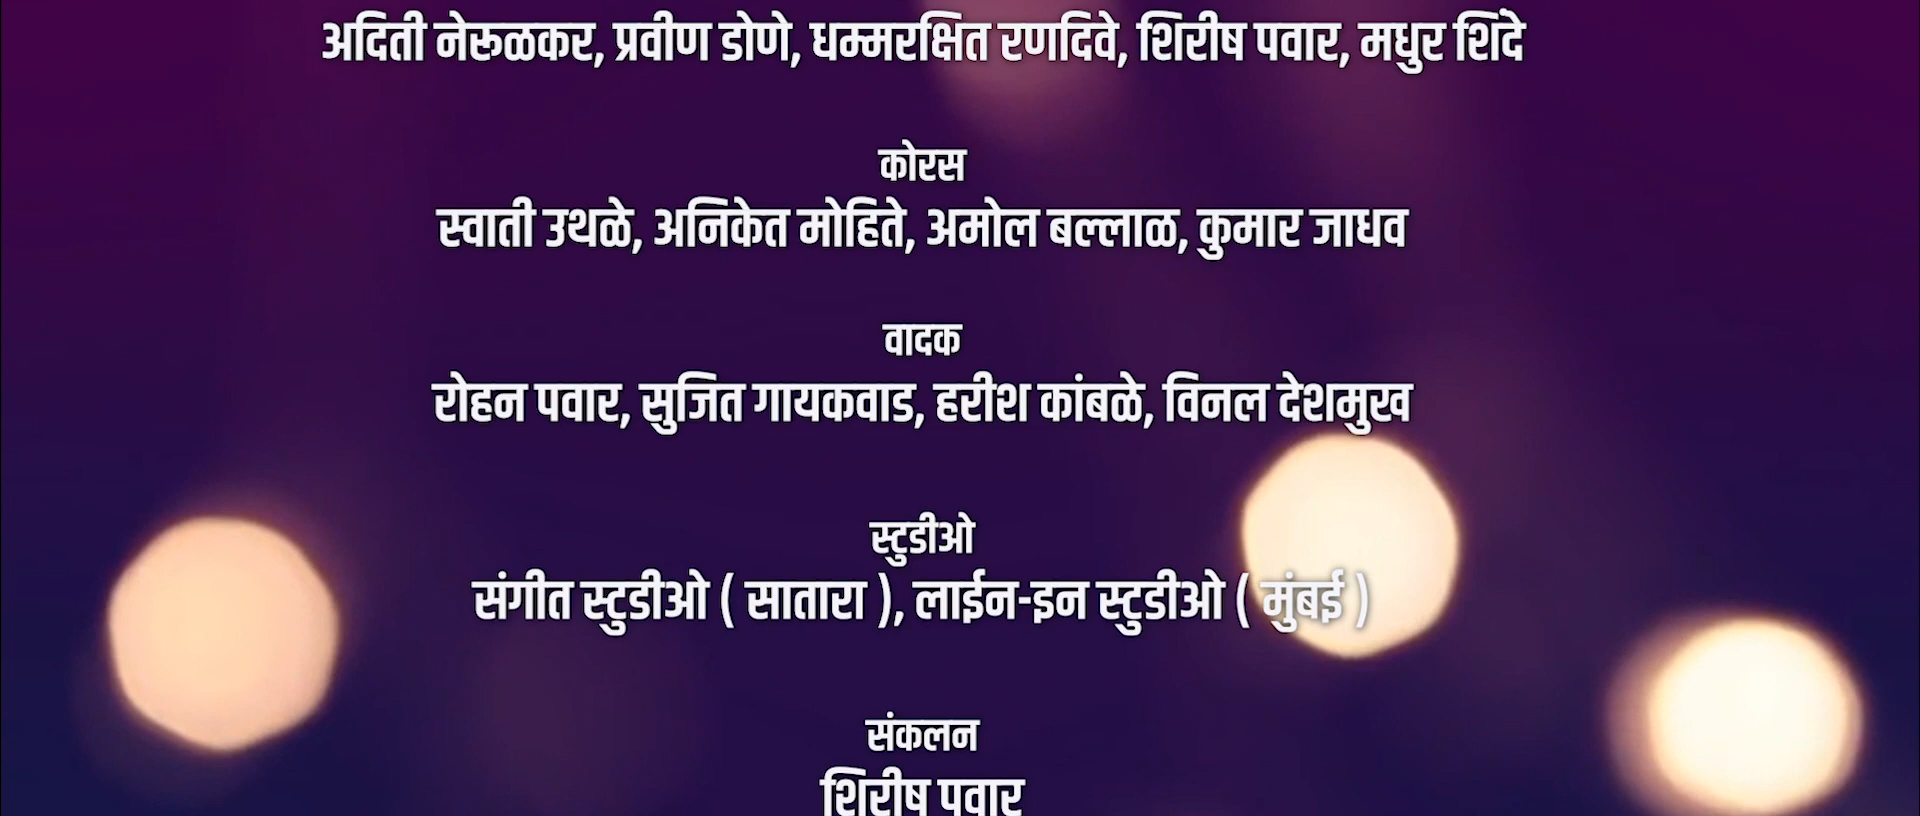 अदिती नेरूळकर, प्रवीण डोणे, धम्मरक्षित रणदिवे, शिरीष पवार, मधुर शिंदे
कोरस
स्वाती उथळे, अनिकेत मोहिते, अमोल बल्लाळ, कुमार जाधव
वादक
रोहन पवार, सुजित गायकवाड, हरीश कांबळे, विनल देशमुख
स्टुडीओ
संगीत स्टुडीओ ( सातारा ), लाईन-इन स्टुडीओ ( मुंबई )
संकलन
शिरीष पवार